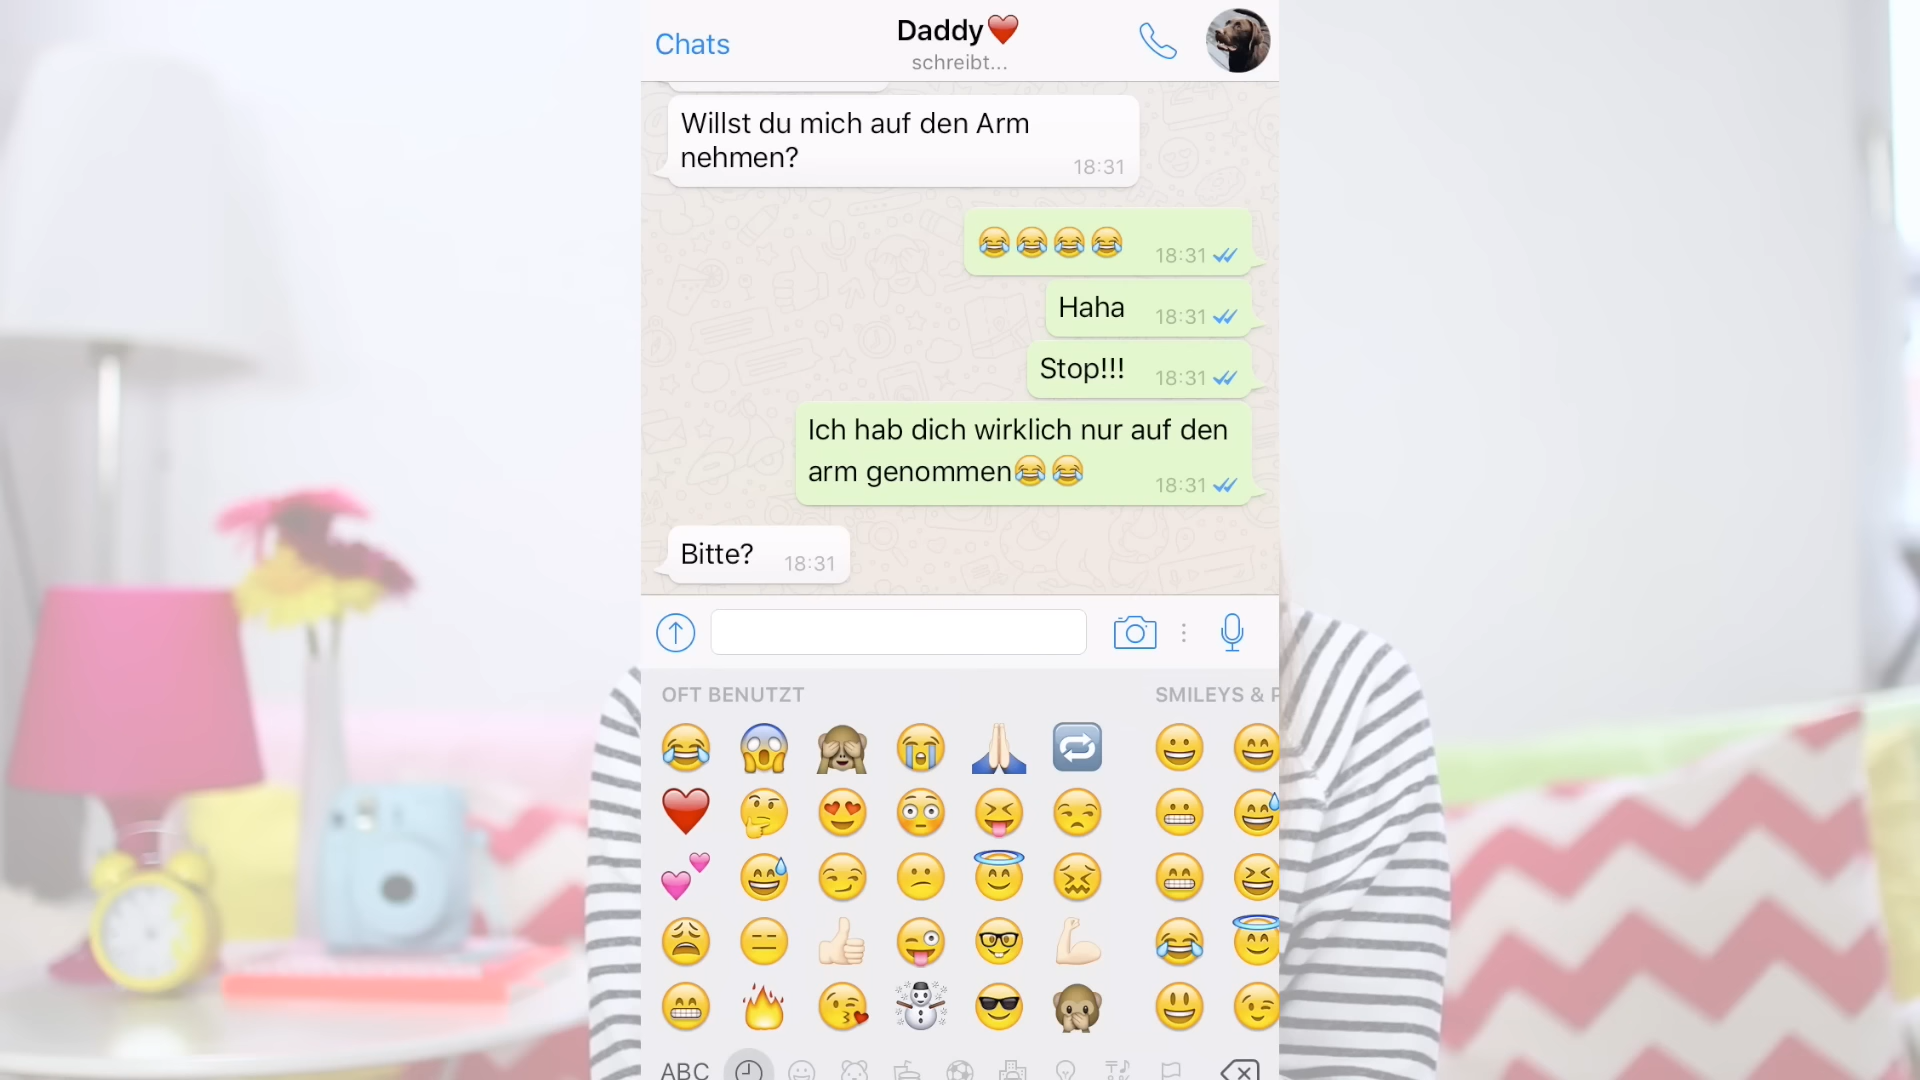 Chats
Daddy❤️
schreibt...
Willst du mich auf den Arm
nehmen?
18:31
😂😂😂😂 18:31
Haha 18:31
Stop!!! 18:31
Ich hab dich wirklich nur auf den
arm genommen😂😂 18:31
Bitte? 18:31
OFT BENUTZT
SMILEYS & P
ABC